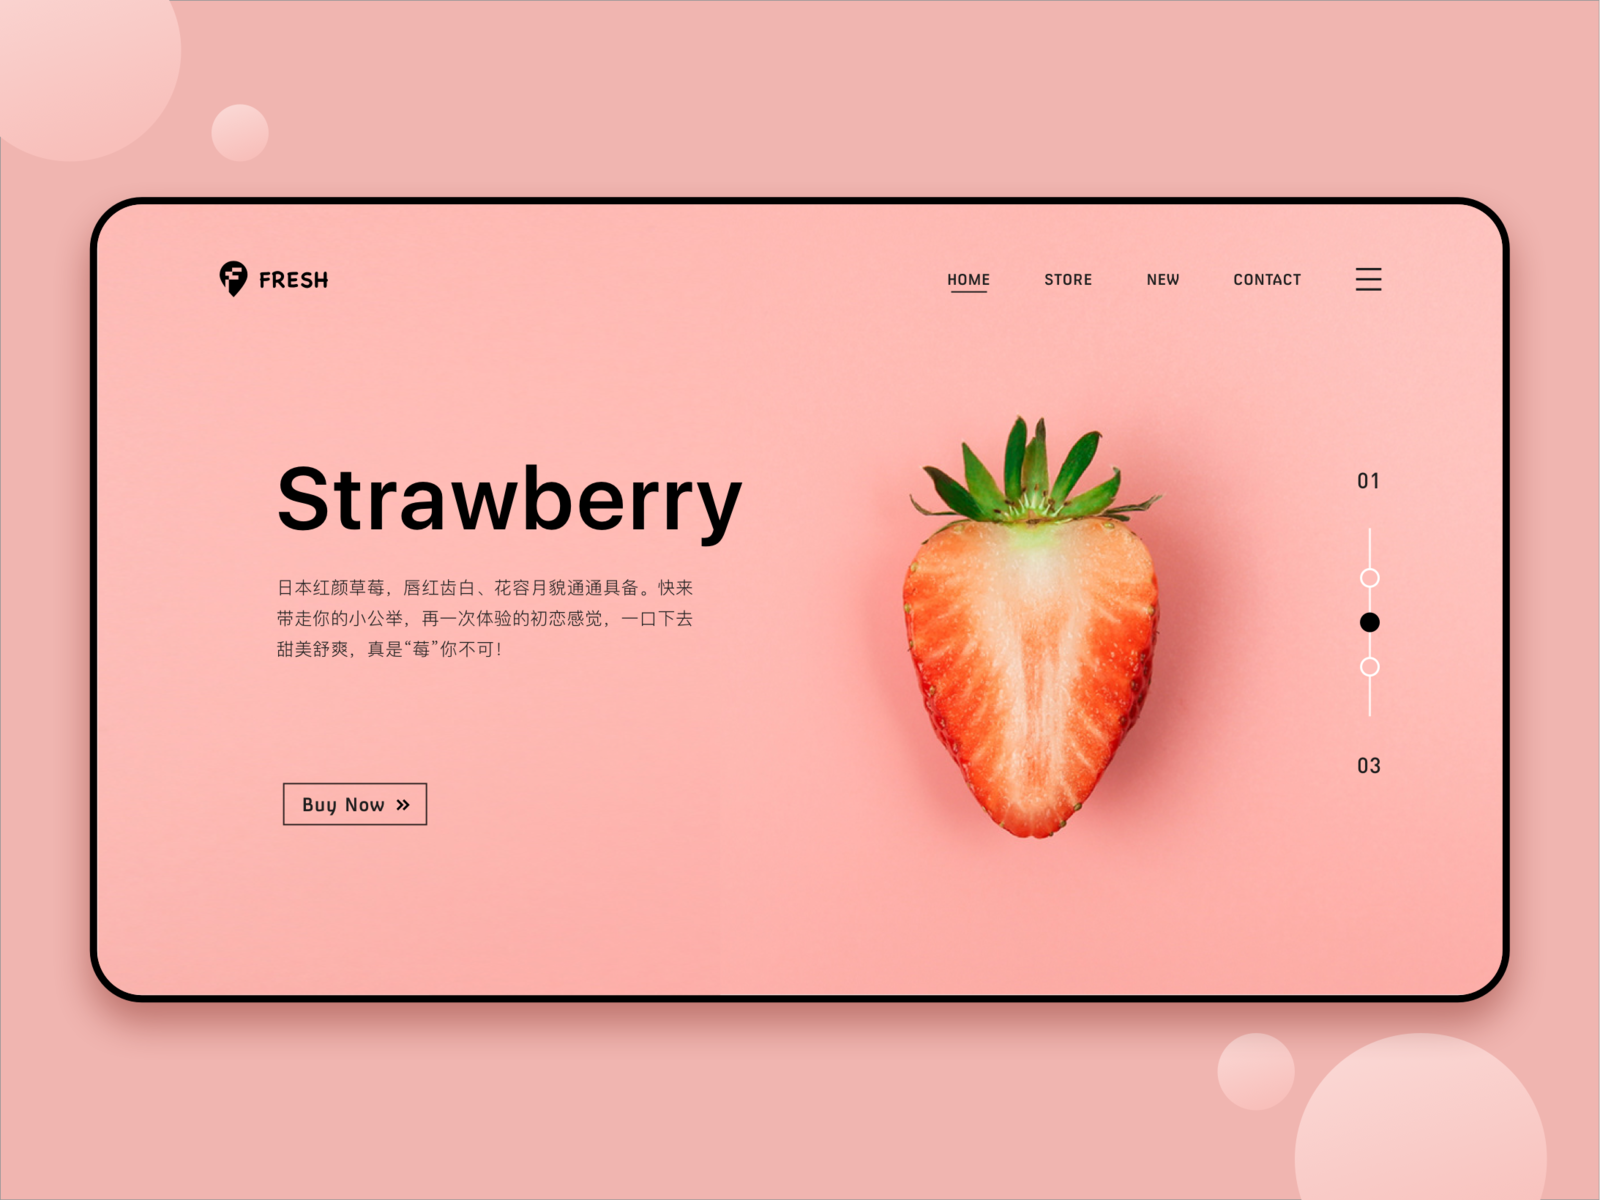 FRESH
HOME STORE NEW CONTACT
Strawberry
日本红颜草莓，唇红齿白、花容月貌通通具备。快来
带走你的小公举，再一次体验的初恋感觉，一口下去
甜美舒爽，真是“莓”你不可！
Buy Now »
01
03